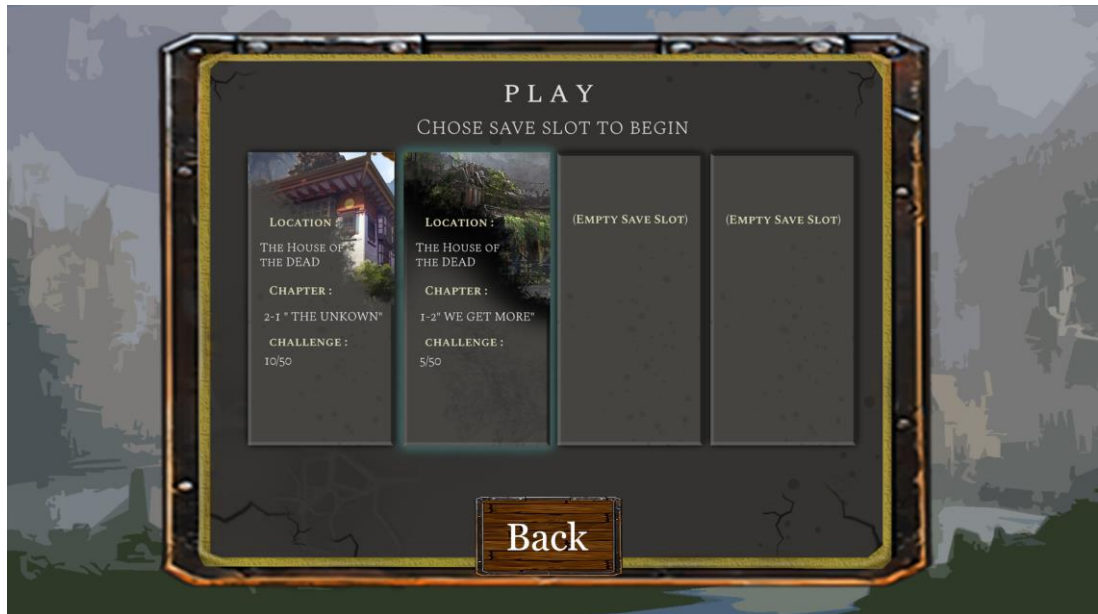 PLAY
CHOSE SAVE SLOT TO BEGIN
LOCATION :
THE HOUSE OF
THE DEAD
CHAPTER :
2-1 " THE UNKOWN"
CHALLENGE :
10/50
LOCATION :
THE HOUSE OF
THE DEAD
CHAPTER :
1-2" WE GET MORE"
CHALLENGE :
5/50
(EMPTY SAVE SLOT)
(EMPTY SAVE SLOT)
Back